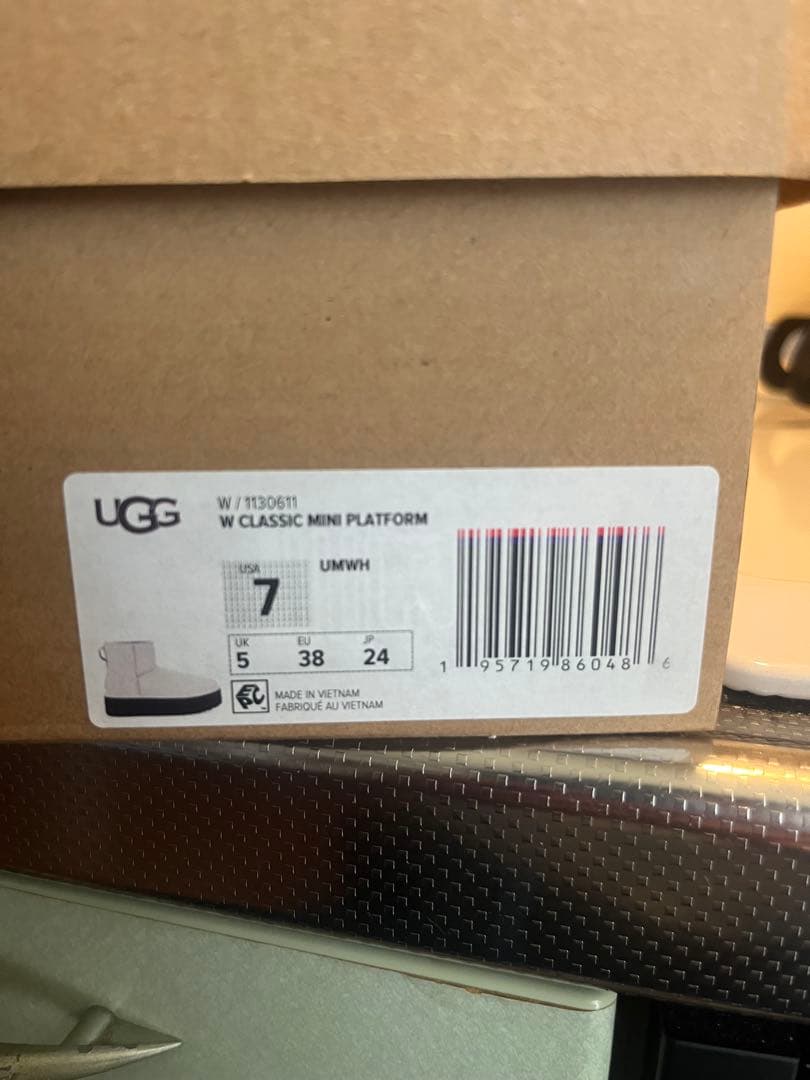 UGG
W / 1130611
W CLASSIC MINI PLATFORM
USA
7
UMWH
UK EU JP
5 38 24
EPC
MADE IN VIETNAM
FABRIQUÉ AU VIETNAM
1 95719 86048 6